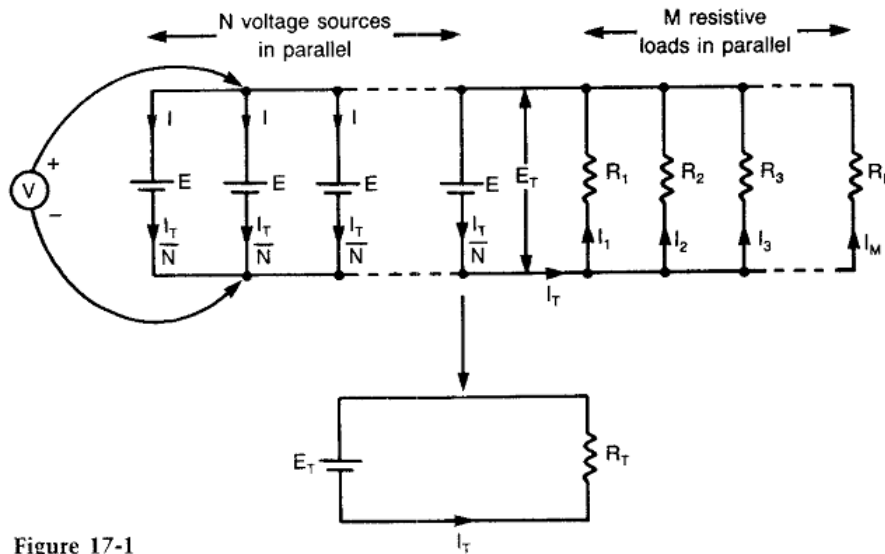 N voltage sources
in parallel
M resistive
loads in parallel
I I I
V + −
E E E E
E_T
R_1 R_2 R_3
I_T/N I_T/N I_T/N I_T/N
I_1 I_2 I_3 I_M
I_T
E_T R_T
I_T
Figure 17-1